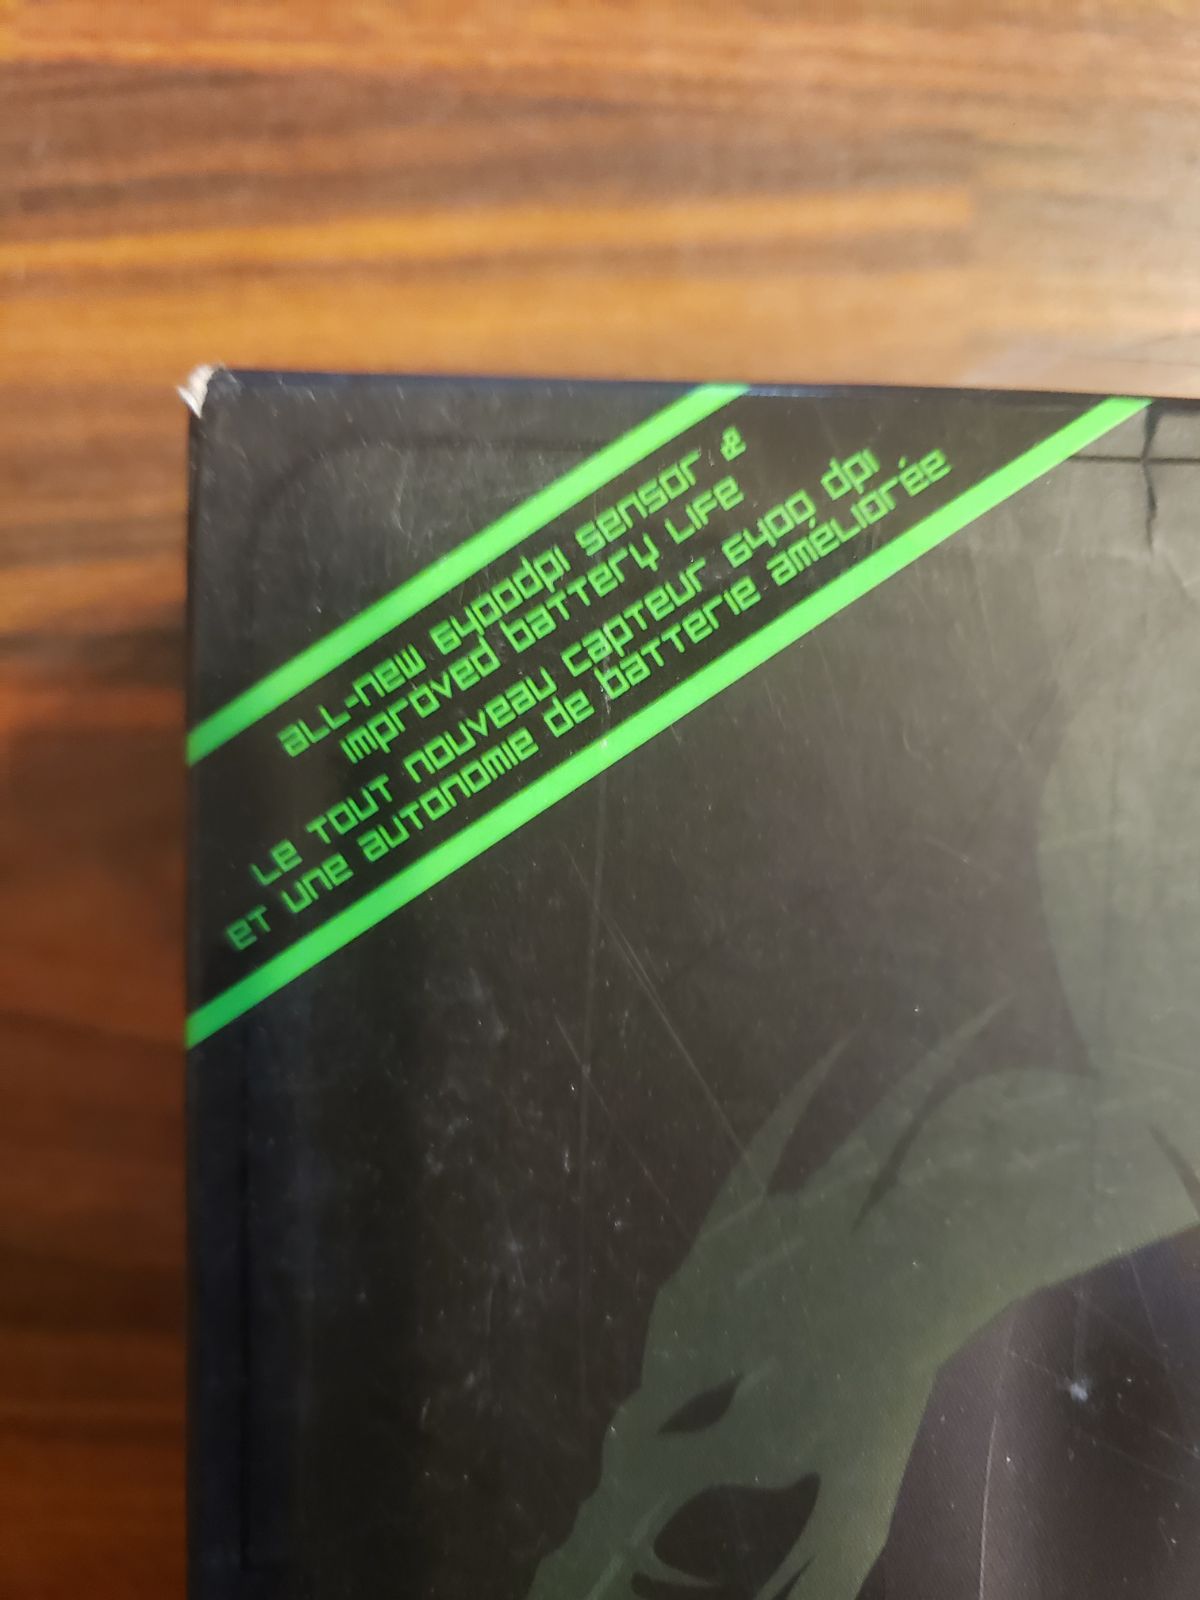 ALL-NEW 6400DPI SENSOR &
IMPROVED BATTERY LIFE
LE TOUT NOUVEAU CAPTEUR 6400 DPI
ET UNE AUTONOMIE DE BATTERIE AMÉLIORÉE